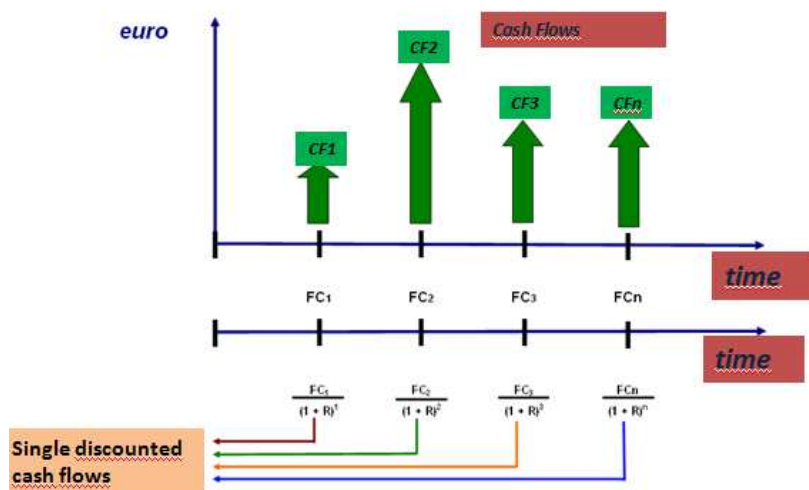 euro
Cash Flows
CF2
CF3
CFn
CF1
time
FC₁ FC₂ FC₃ FCn
time
FC₁ FC₂ FC₃ FCn
(1 + R)¹ (1 + R)² (1 + R)³ (1 + R)ⁿ
Single discounted
cash flows